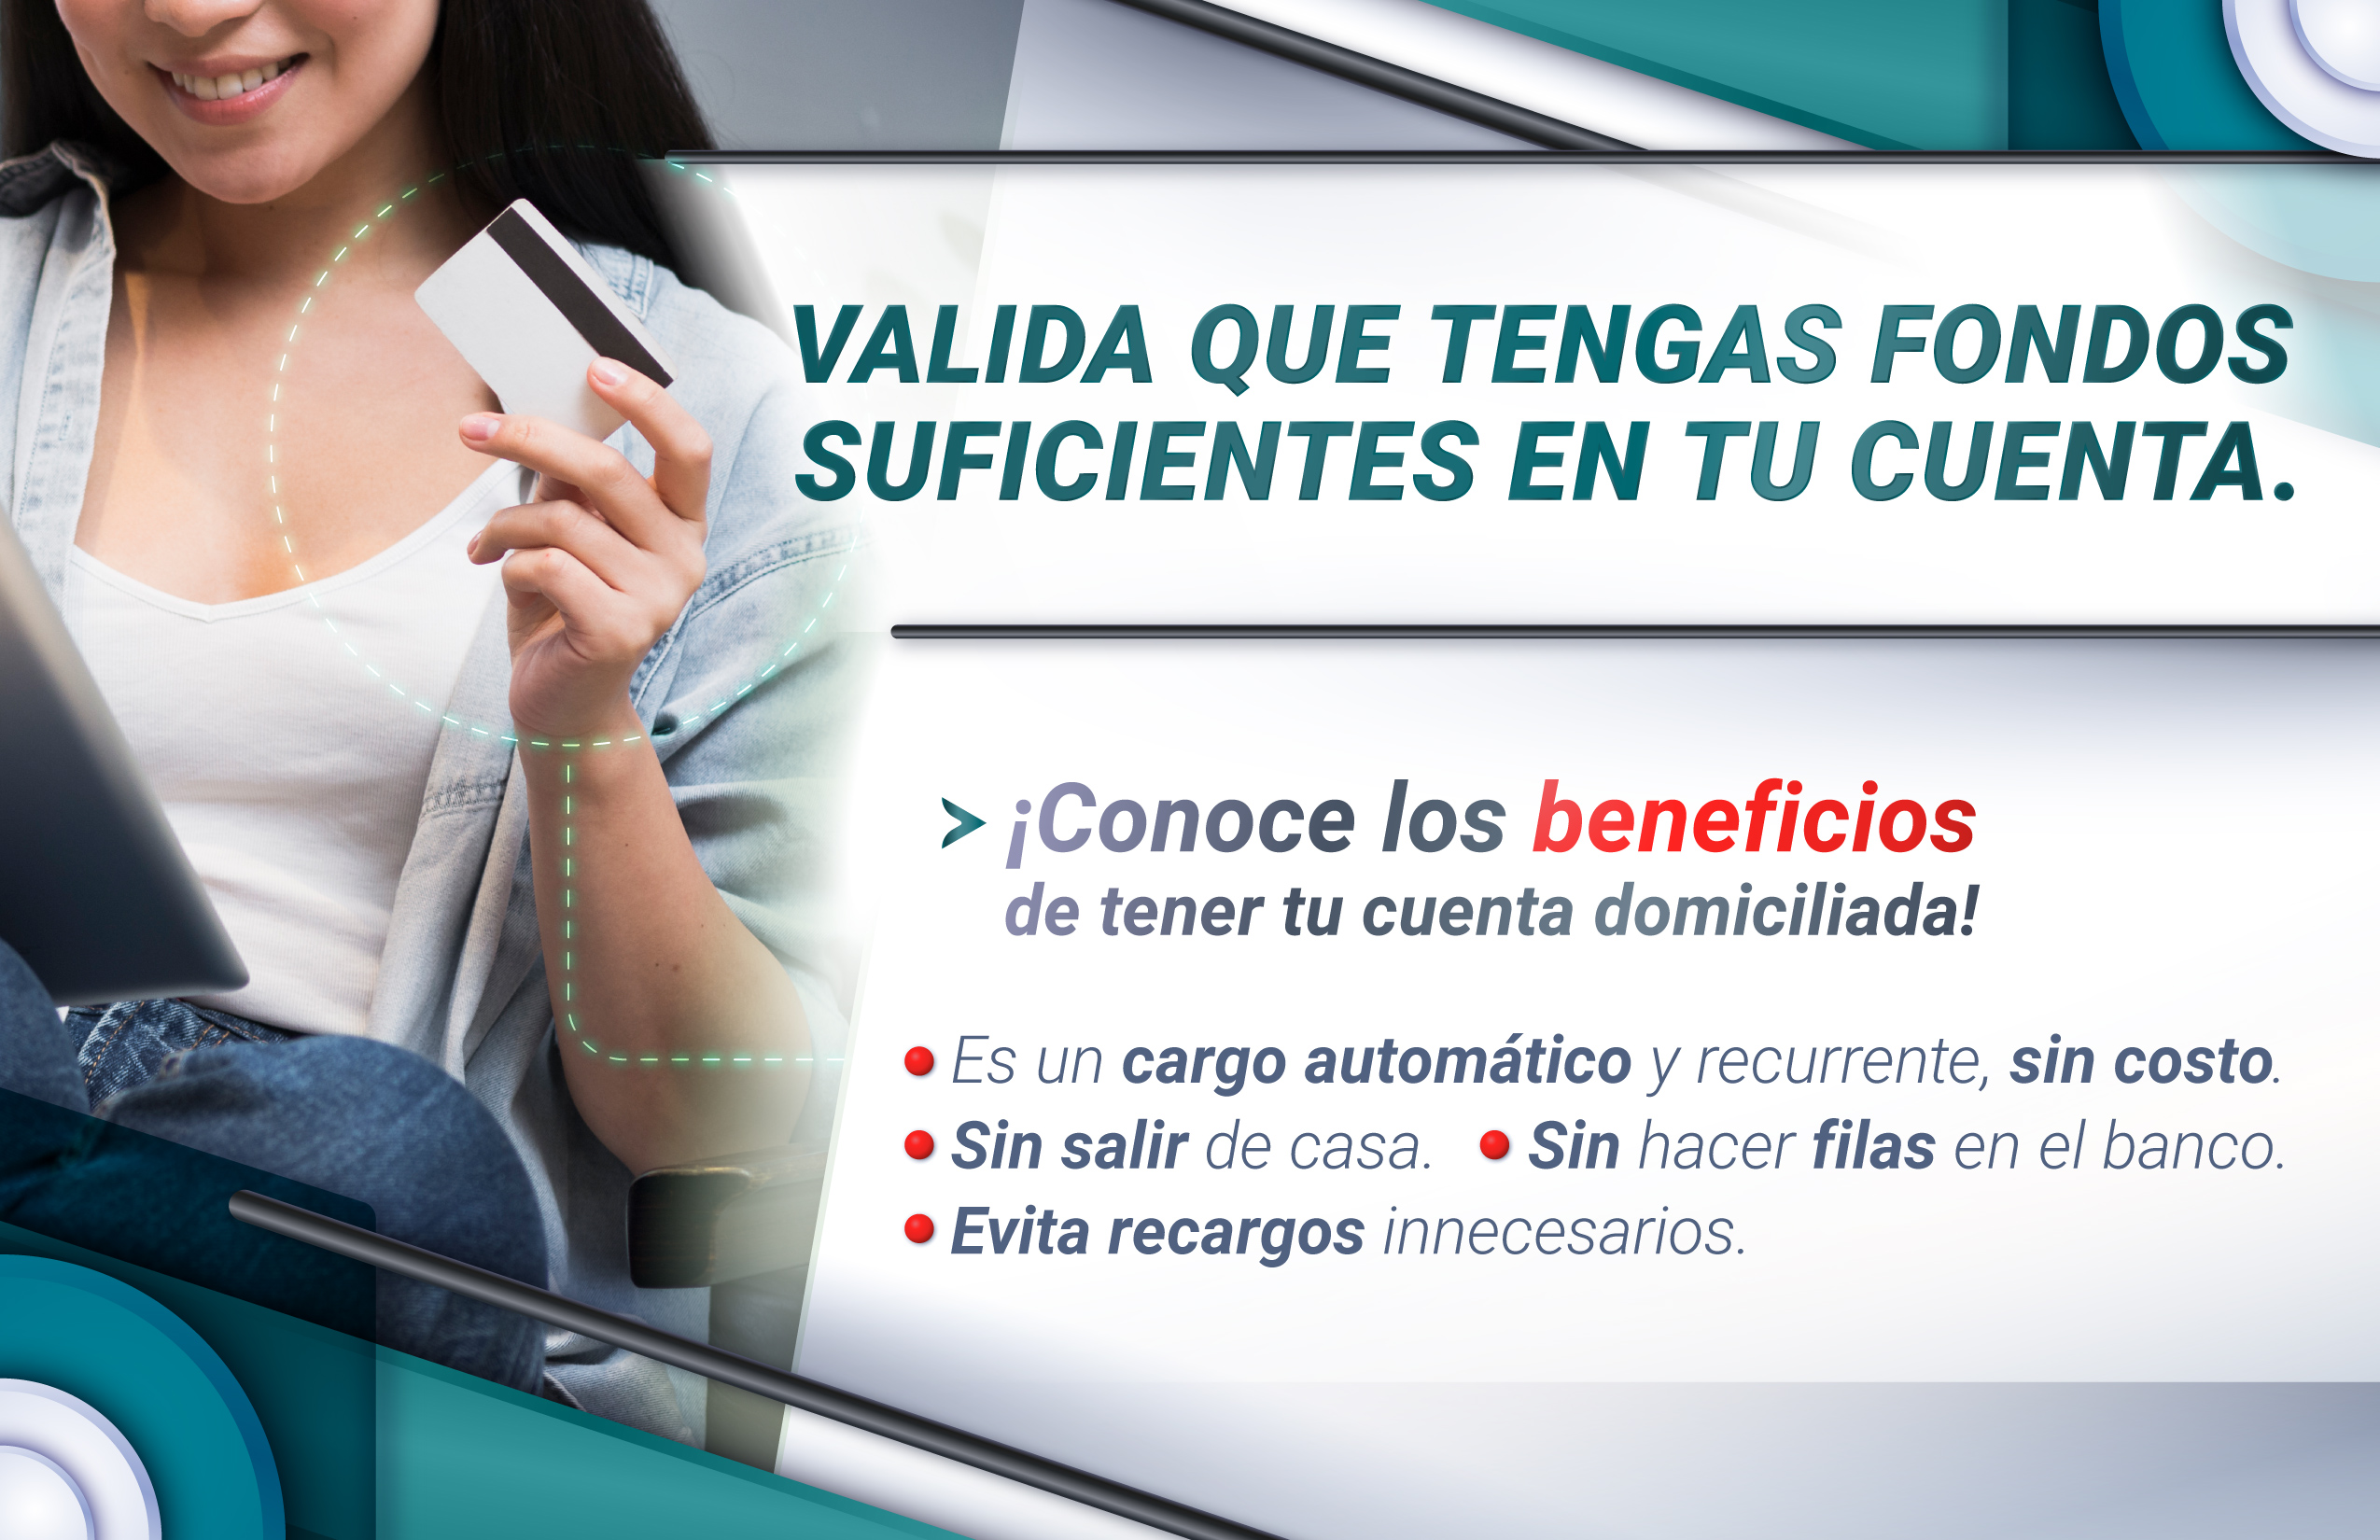 VALIDA QUE TENGAS FONDOS
SUFICIENTES EN TU CUENTA.
> ¡Conoce los beneficios
de tener tu cuenta domiciliada!
• Es un cargo automático y recurrente, sin costo.
• Sin salir de casa. • Sin hacer filas en el banco.
• Evita recargos innecesarios.